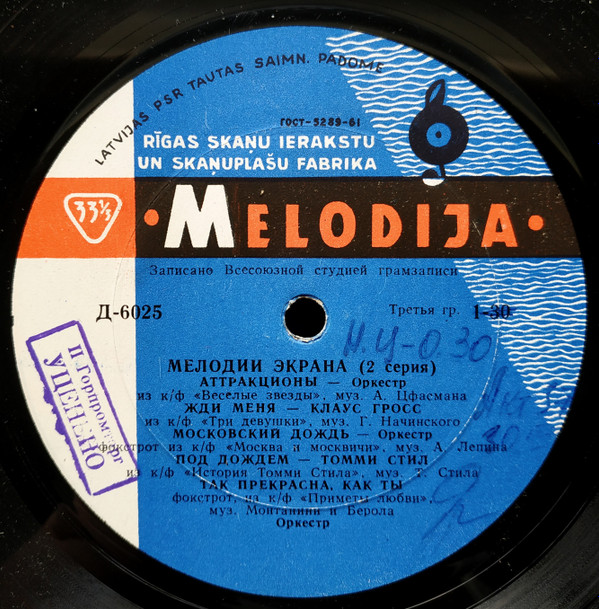 LATVIJAS PSR TAUTAS SAIMN. PADOME
ГОСТ-5289-61
RĪGAS SKAŅU IERAKSTU
UN SKAŅUPLAŠU FABRIKA
33⅓
• MELODIJA •
Записано Всесоюзной студией грамзаписи
Д-6025
Третья гр. 1-30
Н.Ц-0.30
МЕЛОДИИ ЭКРАНА (2 серия)
АТТРАКЦИОНЫ — Оркестр
из к/ф «Веселые звезды», муз. А. Цфасмана
ЖДИ МЕНЯ — КЛАУС ГРОСС
из к/ф «Три девушки», муз. Г. Начинского
МОСКОВСКИЙ ДОЖДЬ — Оркестр
фокстрот из к/ф «Москва и москвичи», муз. А. Лепина
ПОД ДОЖДЕМ — ТОММИ СТИЛ
из к/ф «История Томми Стила», муз. Т. Стила
ТАК ПРЕКРАСНА, КАК ТЫ
фокстрот, из к/ф «Приметы любви»,
муз. Монтанини и Берола
Оркестр
П Горпромторг
УЦЕНЕНО